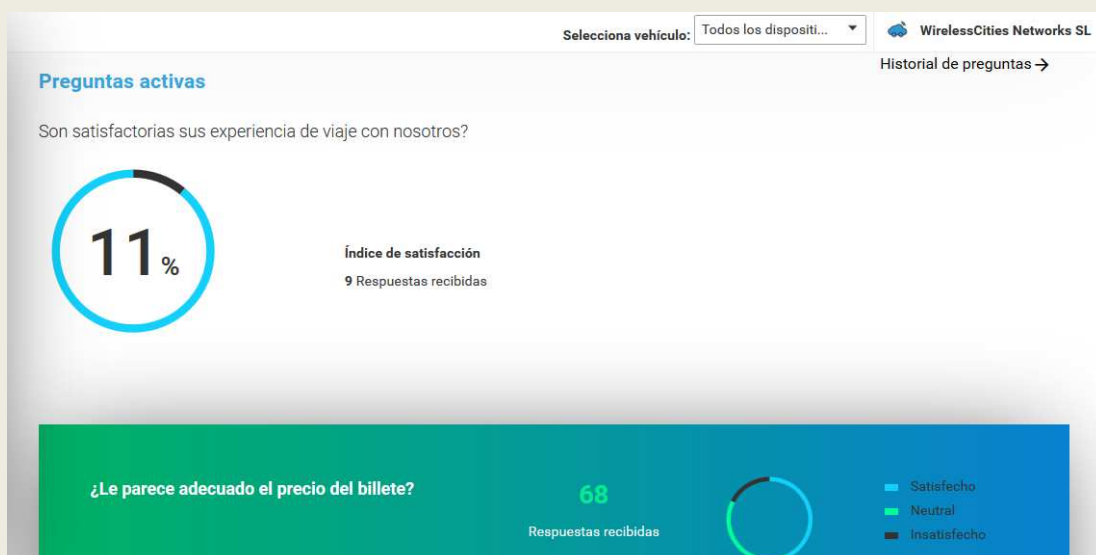 Selecciona vehículo: Todos los dispositi... WirelessCities Networks SL
Historial de preguntas →
Preguntas activas
Son satisfactorias sus experiencia de viaje con nosotros?
11%
Índice de satisfacción
9 Respuestas recibidas
¿Le parece adecuado el precio del billete?
68
Respuestas recibidas
Satisfecho
Neutral
Insatisfecho